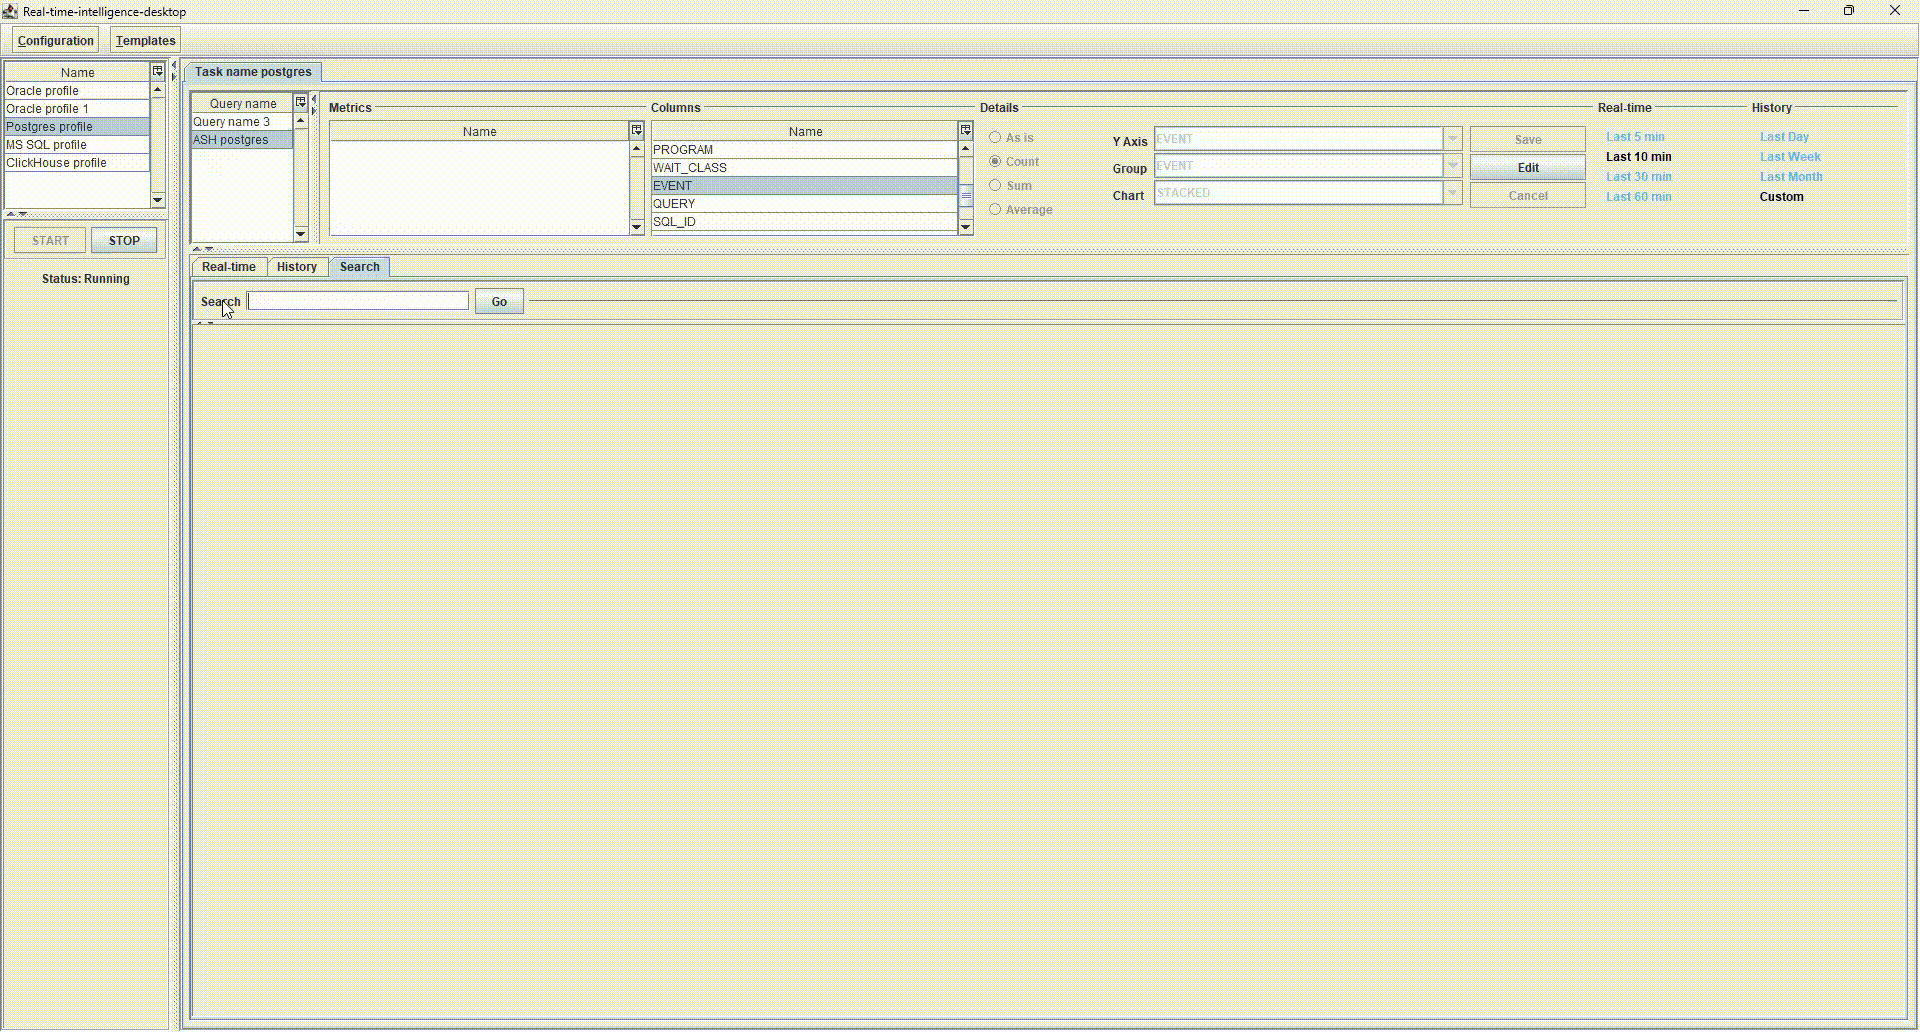 Real-time-intelligence-desktop
Configuration Templates
Name
Oracle profile
Oracle profile 1
Postgres profile
MS SQL profile
ClickHouse profile
START STOP
Status: Running
Task name postgres
Query name
Query name 3
ASH postgres
Metrics
Name
Columns
Name
PROGRAM
WAIT_CLASS
EVENT
QUERY
SQL_ID
Details
As is
Count
Sum
Average
Y Axis EVENT
Group EVENT
Chart STACKED
Save
Edit
Cancel
Real-time
Last 5 min
Last 10 min
Last 30 min
Last 60 min
History
Last Day
Last Week
Last Month
Custom
Real-time History Search
Search Go